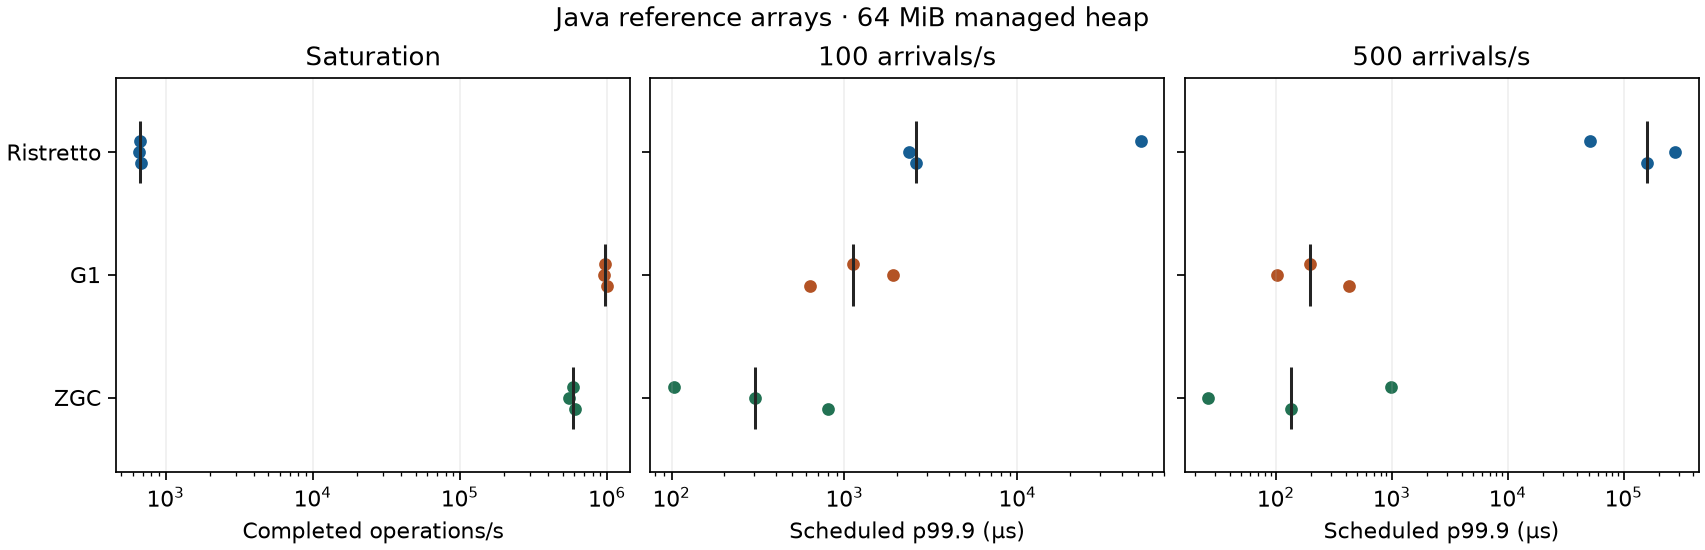 Java reference arrays · 64 MiB managed heap
Saturation
100 arrivals/s
500 arrivals/s
Ristretto
G1
ZGC
10³
10⁴
10⁵
10⁶
10²
10³
10⁴
10²
10³
10⁴
10⁵
Completed operations/s
Scheduled p99.9 (µs)
Scheduled p99.9 (µs)